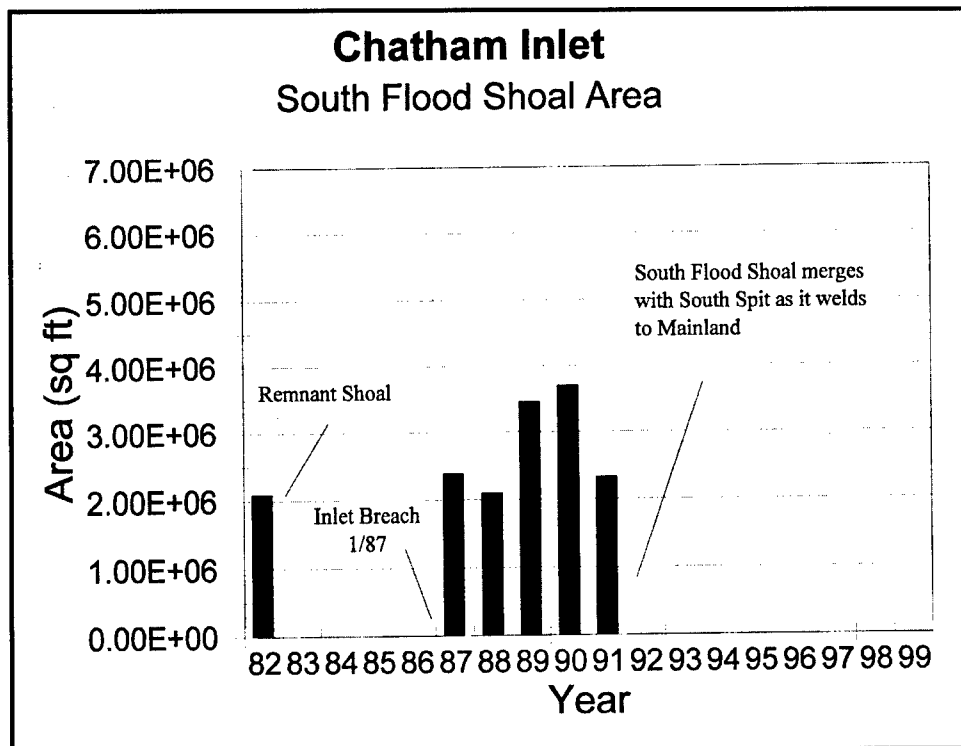 Chatham Inlet
South Flood Shoal Area
7.00E+06
6.00E+06
5.00E+06
4.00E+06
3.00E+06
2.00E+06
1.00E+06
0.00E+00
Area (sq ft)
Remnant Shoal
Inlet Breach
1/87
South Flood Shoal merges
with South Spit as it welds
to Mainland
82 83 84 85 86 87 88 89 90 91 92 93 94 95 96 97 98 99
Year